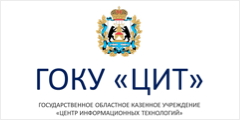 ГОКУ «ЦИТ»
ГОСУДАРСТВЕННОЕ ОБЛАСТНОЕ КАЗЕННОЕ УЧРЕЖДЕНИЕ
«ЦЕНТР ИНФОРМАЦИОННЫХ ТЕХНОЛОГИЙ»